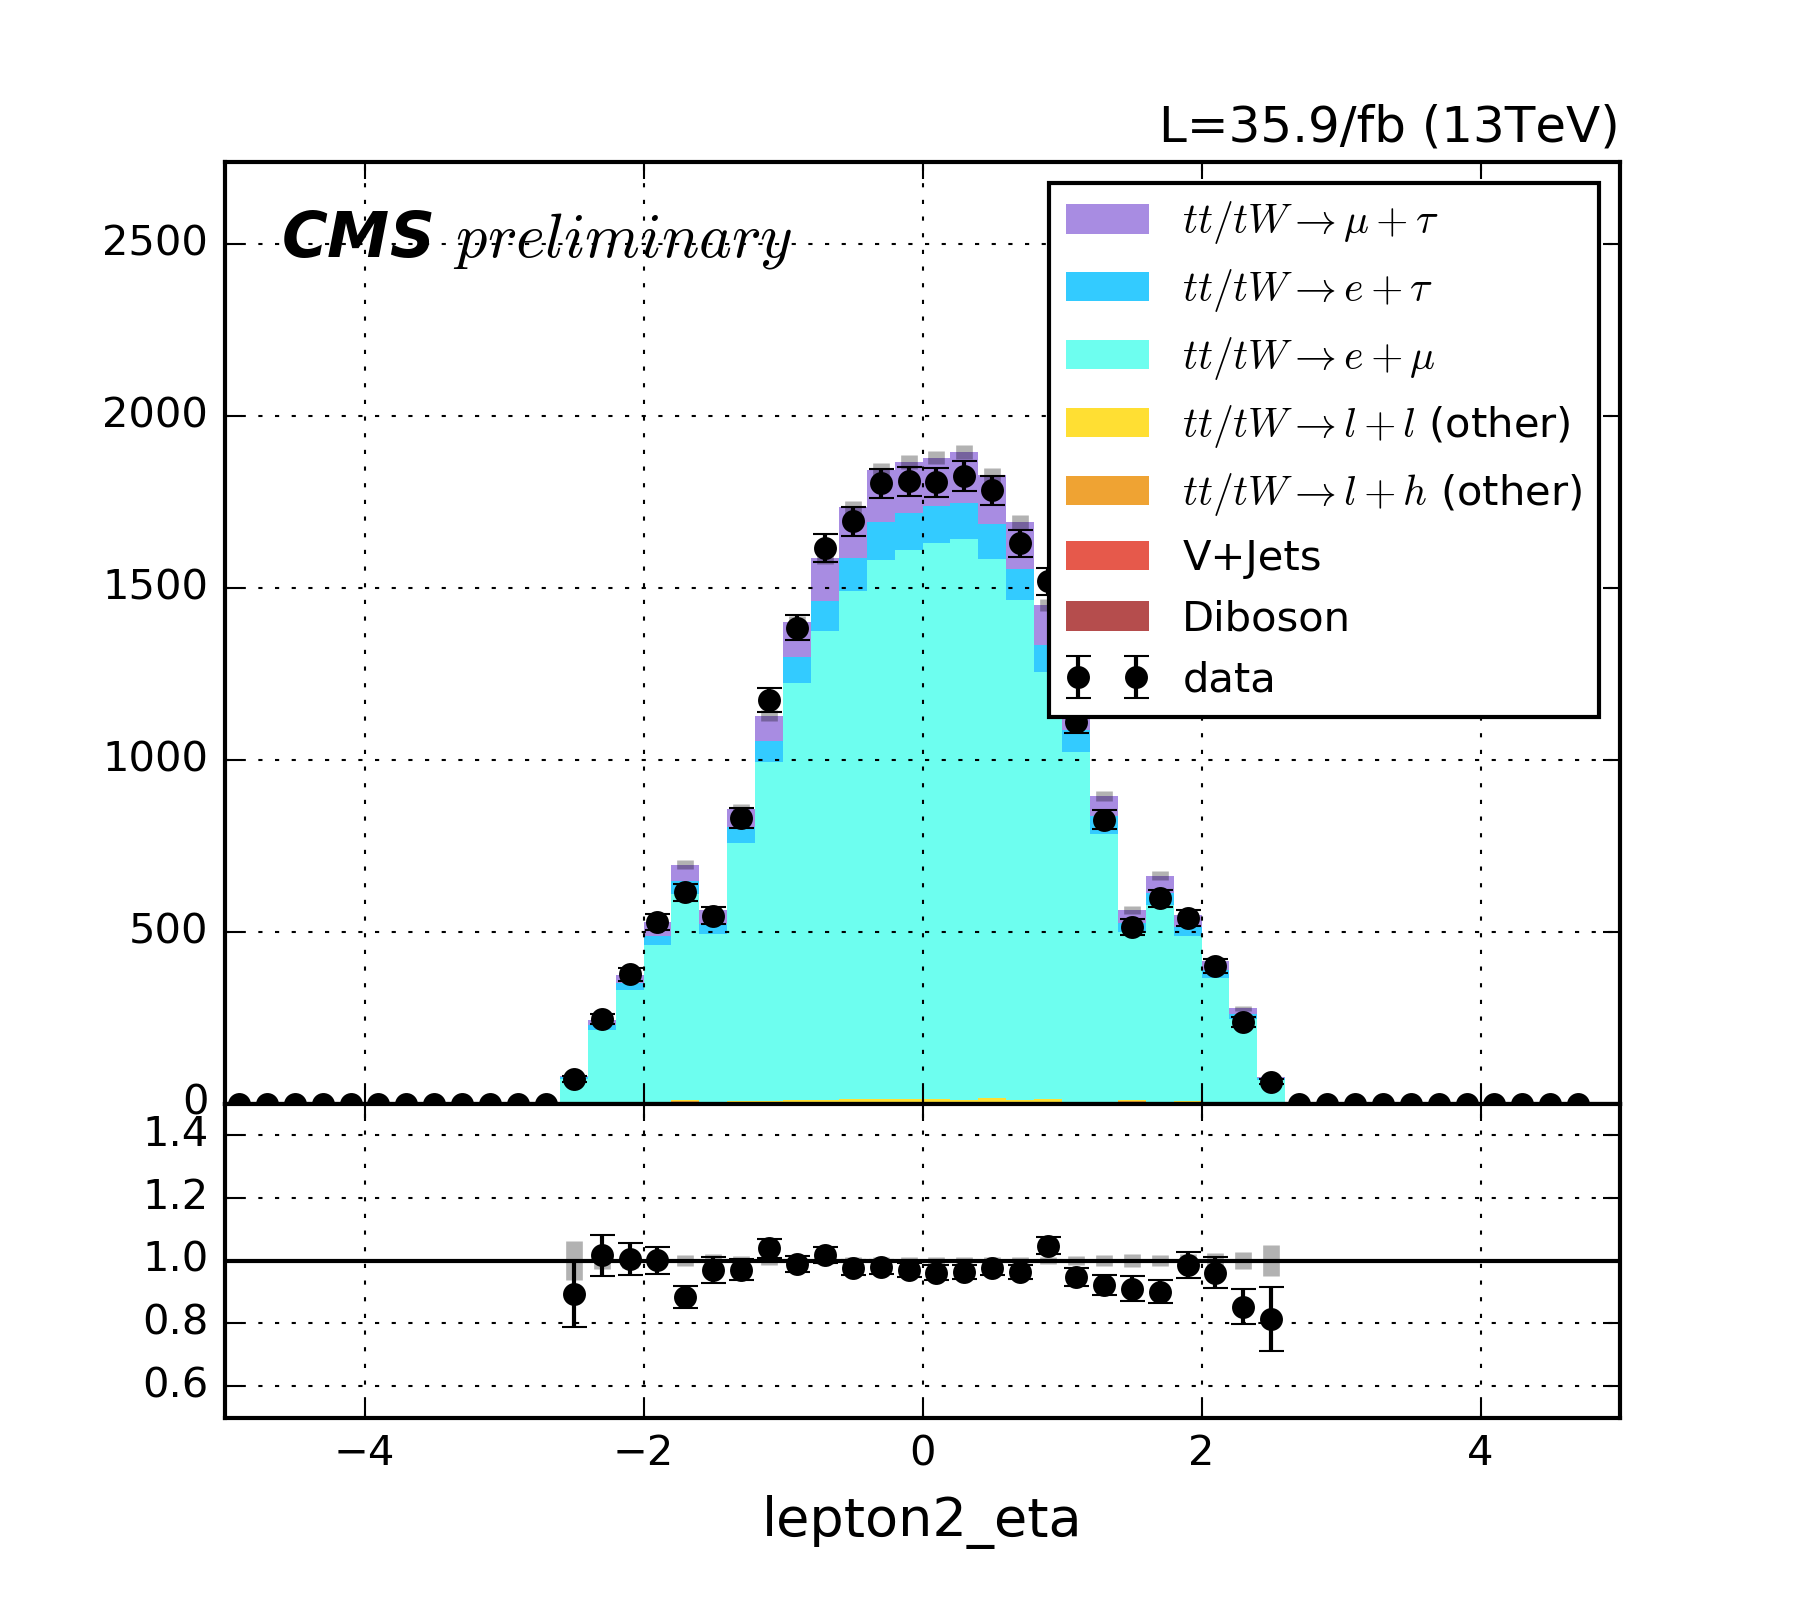 L=35.9/fb (13TeV)
CMS preliminary
tt/tW→μ+τ
tt/tW→e+τ
tt/tW→e+μ
tt/tW→l+l (other)
tt/tW→l+h (other)
V+Jets
Diboson
data
2500
2000
1500
1000
500
0
1.4
1.2
1.0
0.8
0.6
−4 −2 0 2 4
lepton2_eta